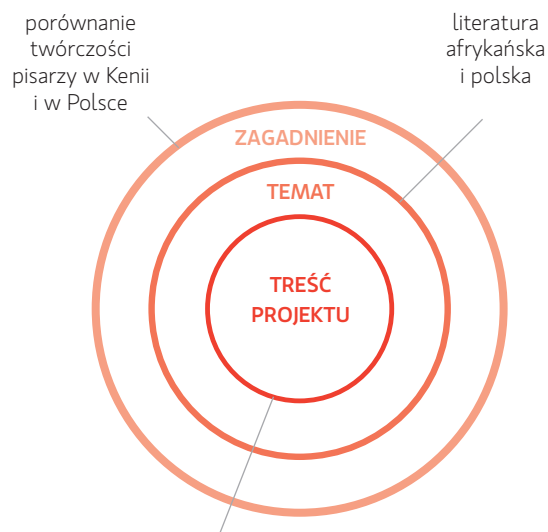 porównanie
twórczości
pisarzy w Kenii
i w Polsce
literatura
afrykańska
i polska
ZAGADNIENIE
TEMAT
TREŚĆ
PROJEKTU